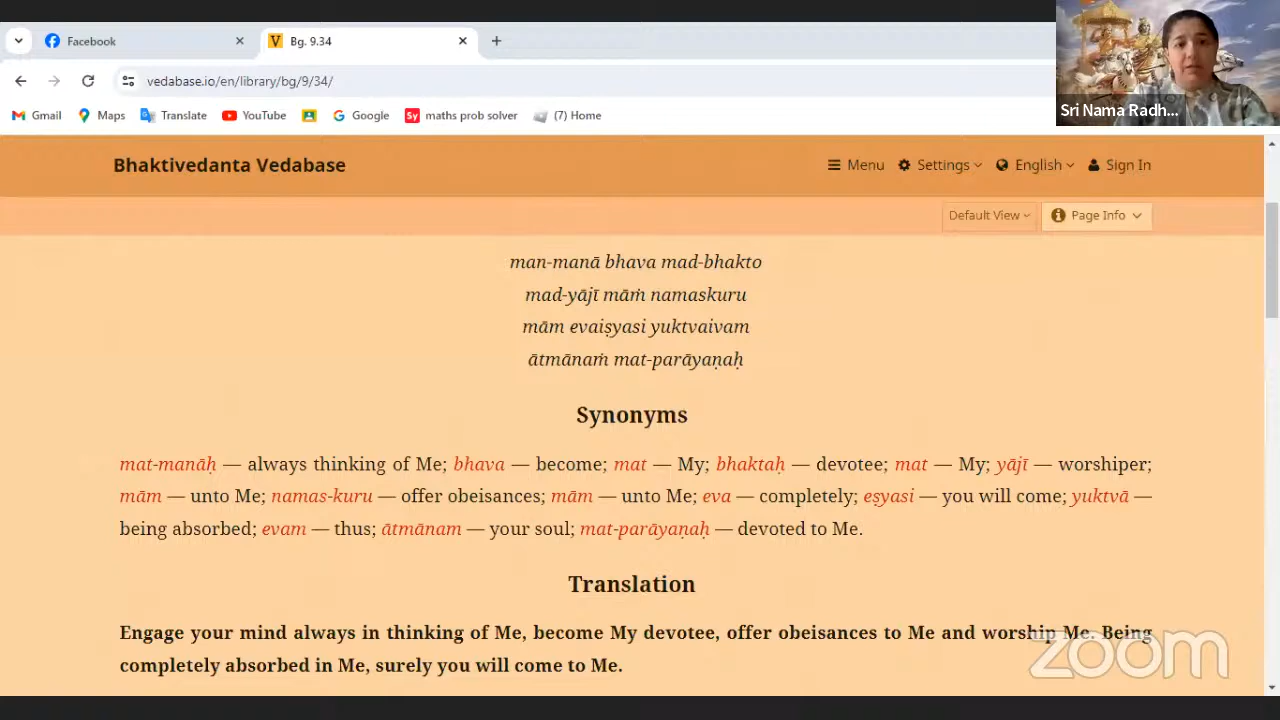 Facebook
Bg. 9.34
vedabase.io/en/library/bg/9/34/
Gmail Maps Translate YouTube Google Sy maths prob solver (7) Home
Sri Nama Radh...
Bhaktivedanta Vedabase
Menu Settings English Sign In
Default View Page Info
man-manā bhava mad-bhakto
mad-yājī māṁ namaskuru
mām evaiṣyasi yuktvaivam
ātmānaṁ mat-parāyaṇaḥ
Synonyms
mat-manāḥ — always thinking of Me; bhava — become; mat — My; bhaktaḥ — devotee; mat — My; yājī — worshiper;
mām — unto Me; namas-kuru — offer obeisances; mām — unto Me; eva — completely; eṣyasi — you will come; yuktvā —
being absorbed; evam — thus; ātmānam — your soul; mat-parāyaṇaḥ — devoted to Me.
Translation
Engage your mind always in thinking of Me, become My devotee, offer obeisances to Me and worship Me. Being
completely absorbed in Me, surely you will come to Me.
zoom